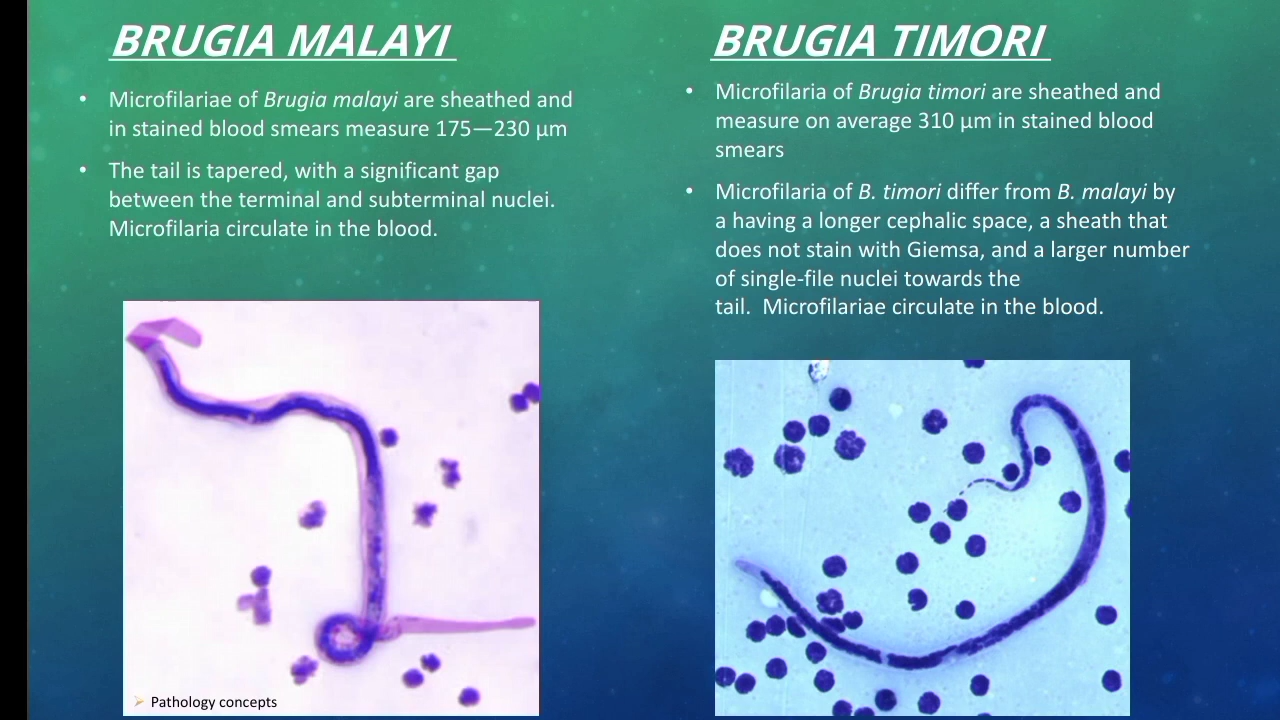 BRUGIA MALAYI
• Microfilariae of Brugia malayi are sheathed and
in stained blood smears measure 175—230 µm
• The tail is tapered, with a significant gap
between the terminal and subterminal nuclei.
Microfilaria circulate in the blood.
➢ Pathology concepts
BRUGIA TIMORI
• Microfilaria of Brugia timori are sheathed and
measure on average 310 µm in stained blood
smears
• Microfilaria of B. timori differ from B. malayi by
a having a longer cephalic space, a sheath that
does not stain with Giemsa, and a larger number
of single-file nuclei towards the
tail.  Microfilariae circulate in the blood.